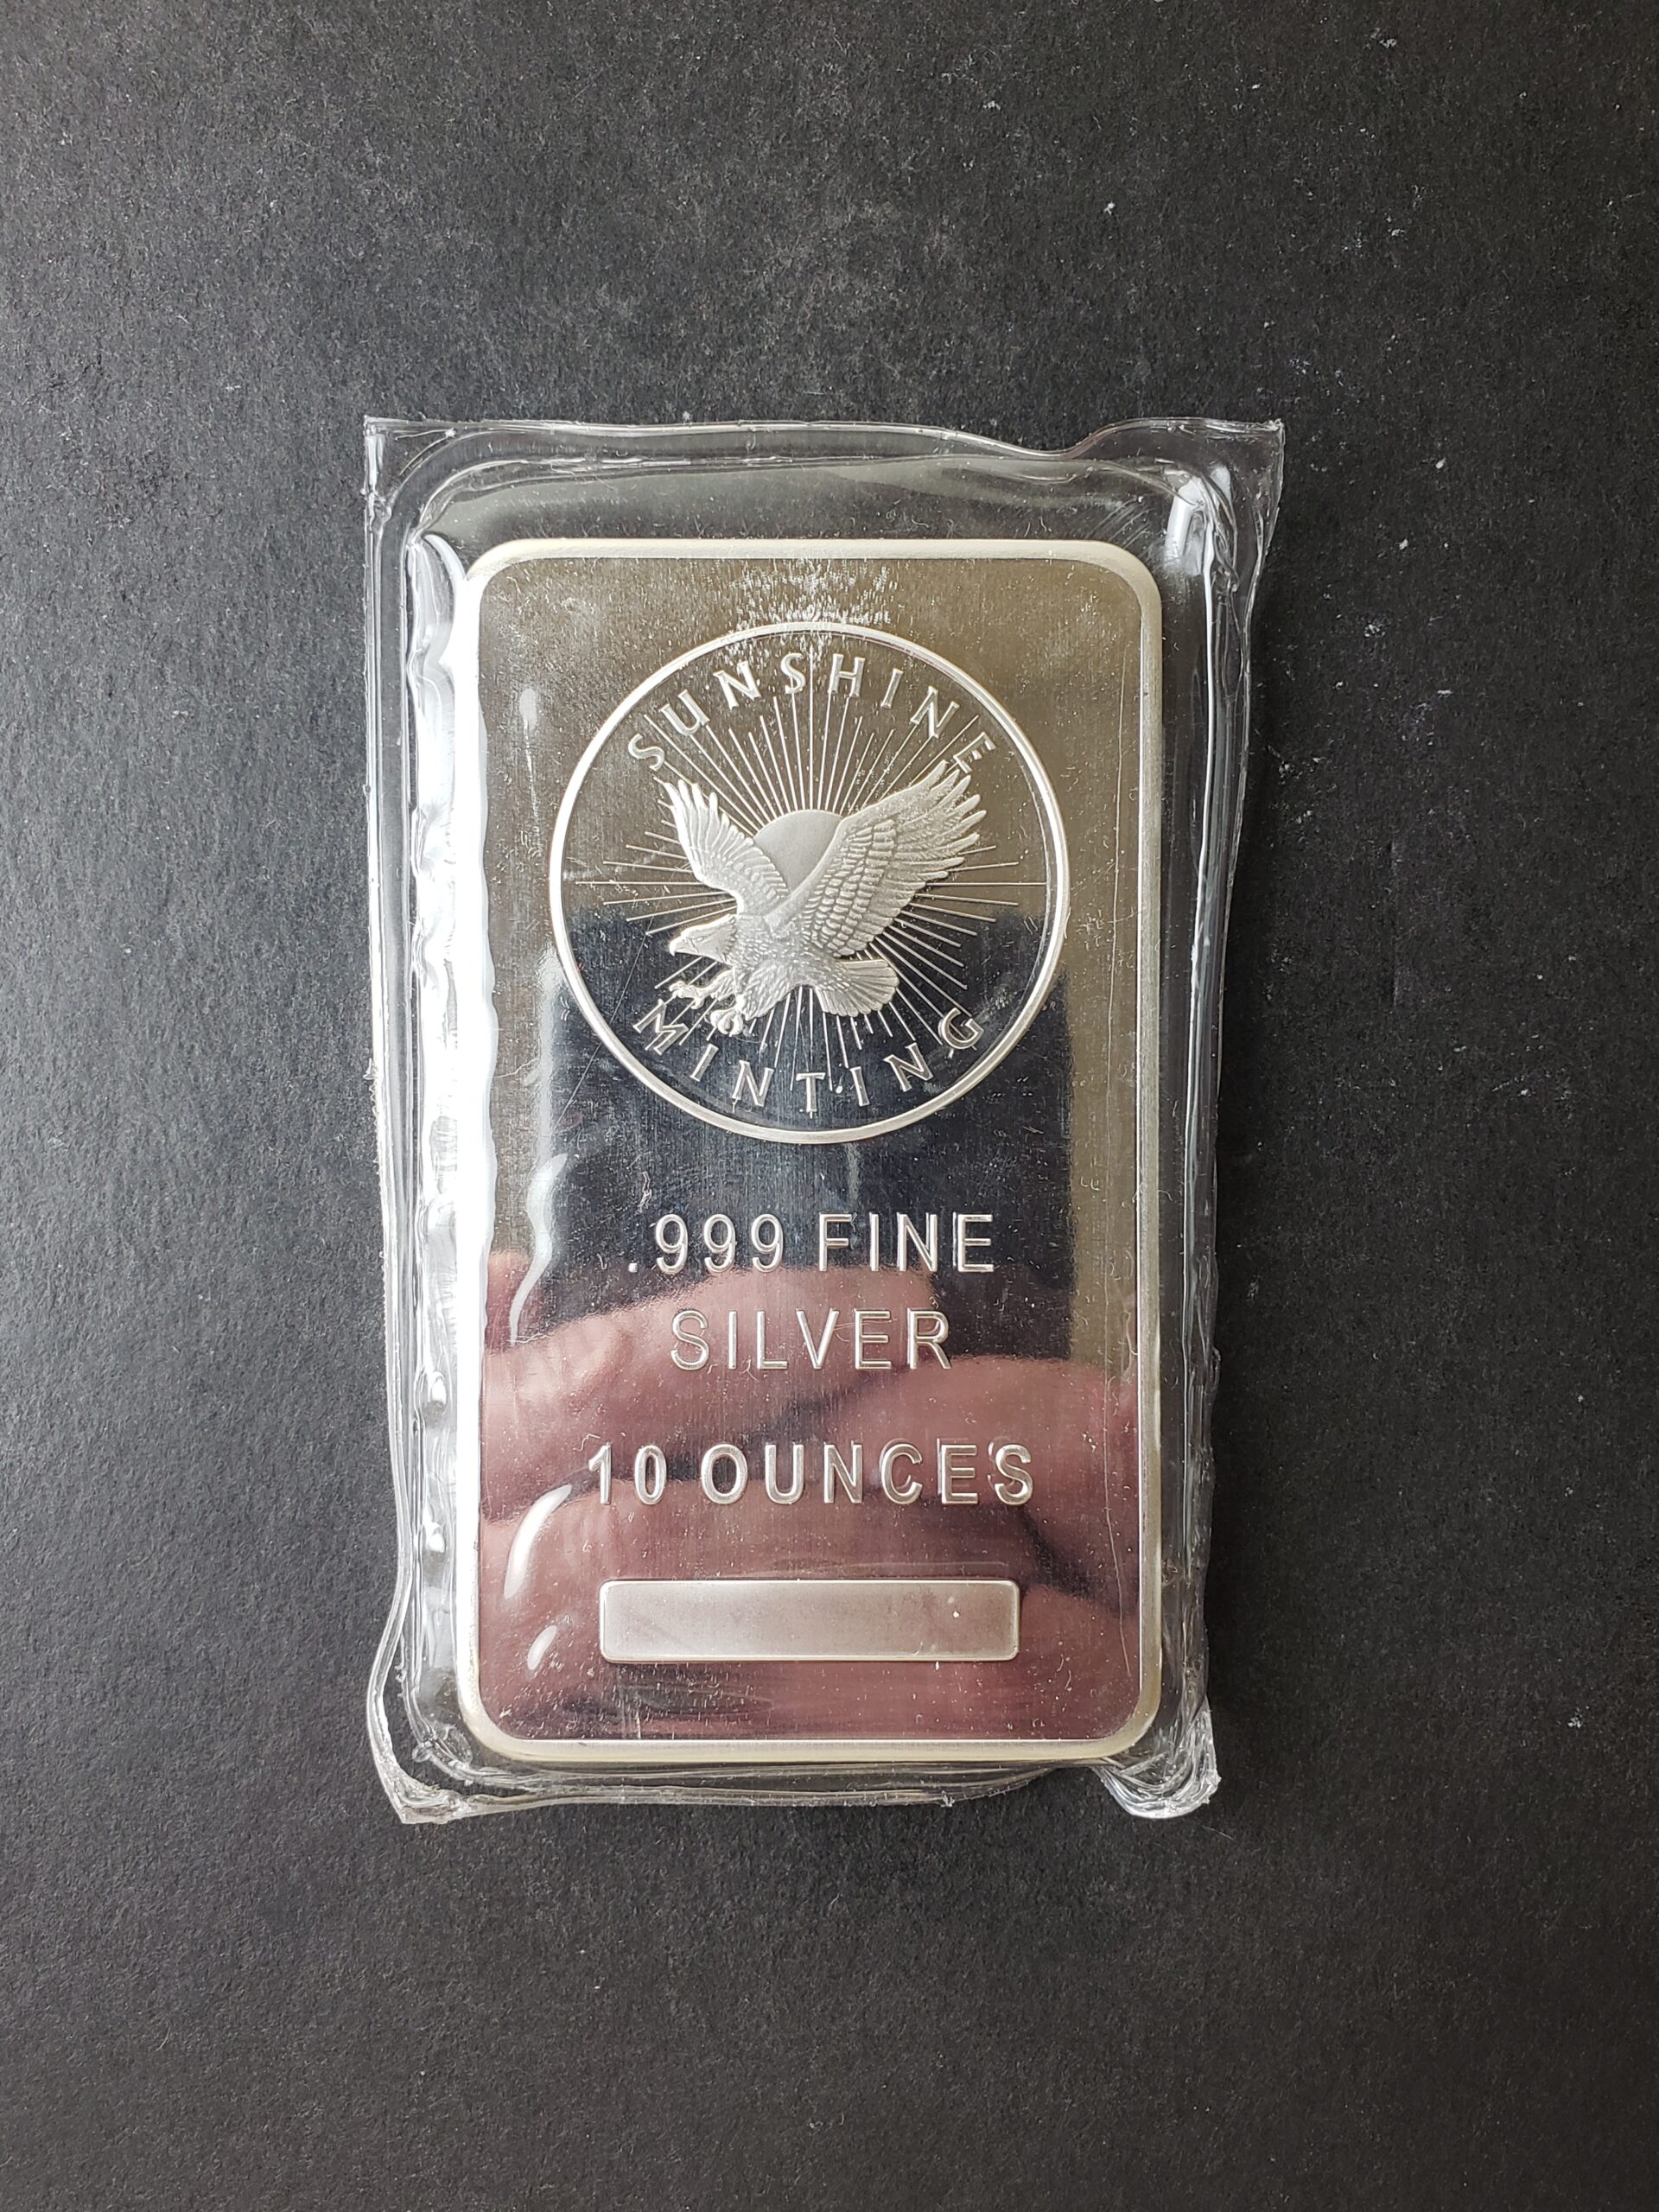 SUNSHINE
MINTING
.999 FINE
SILVER
10 OUNCES